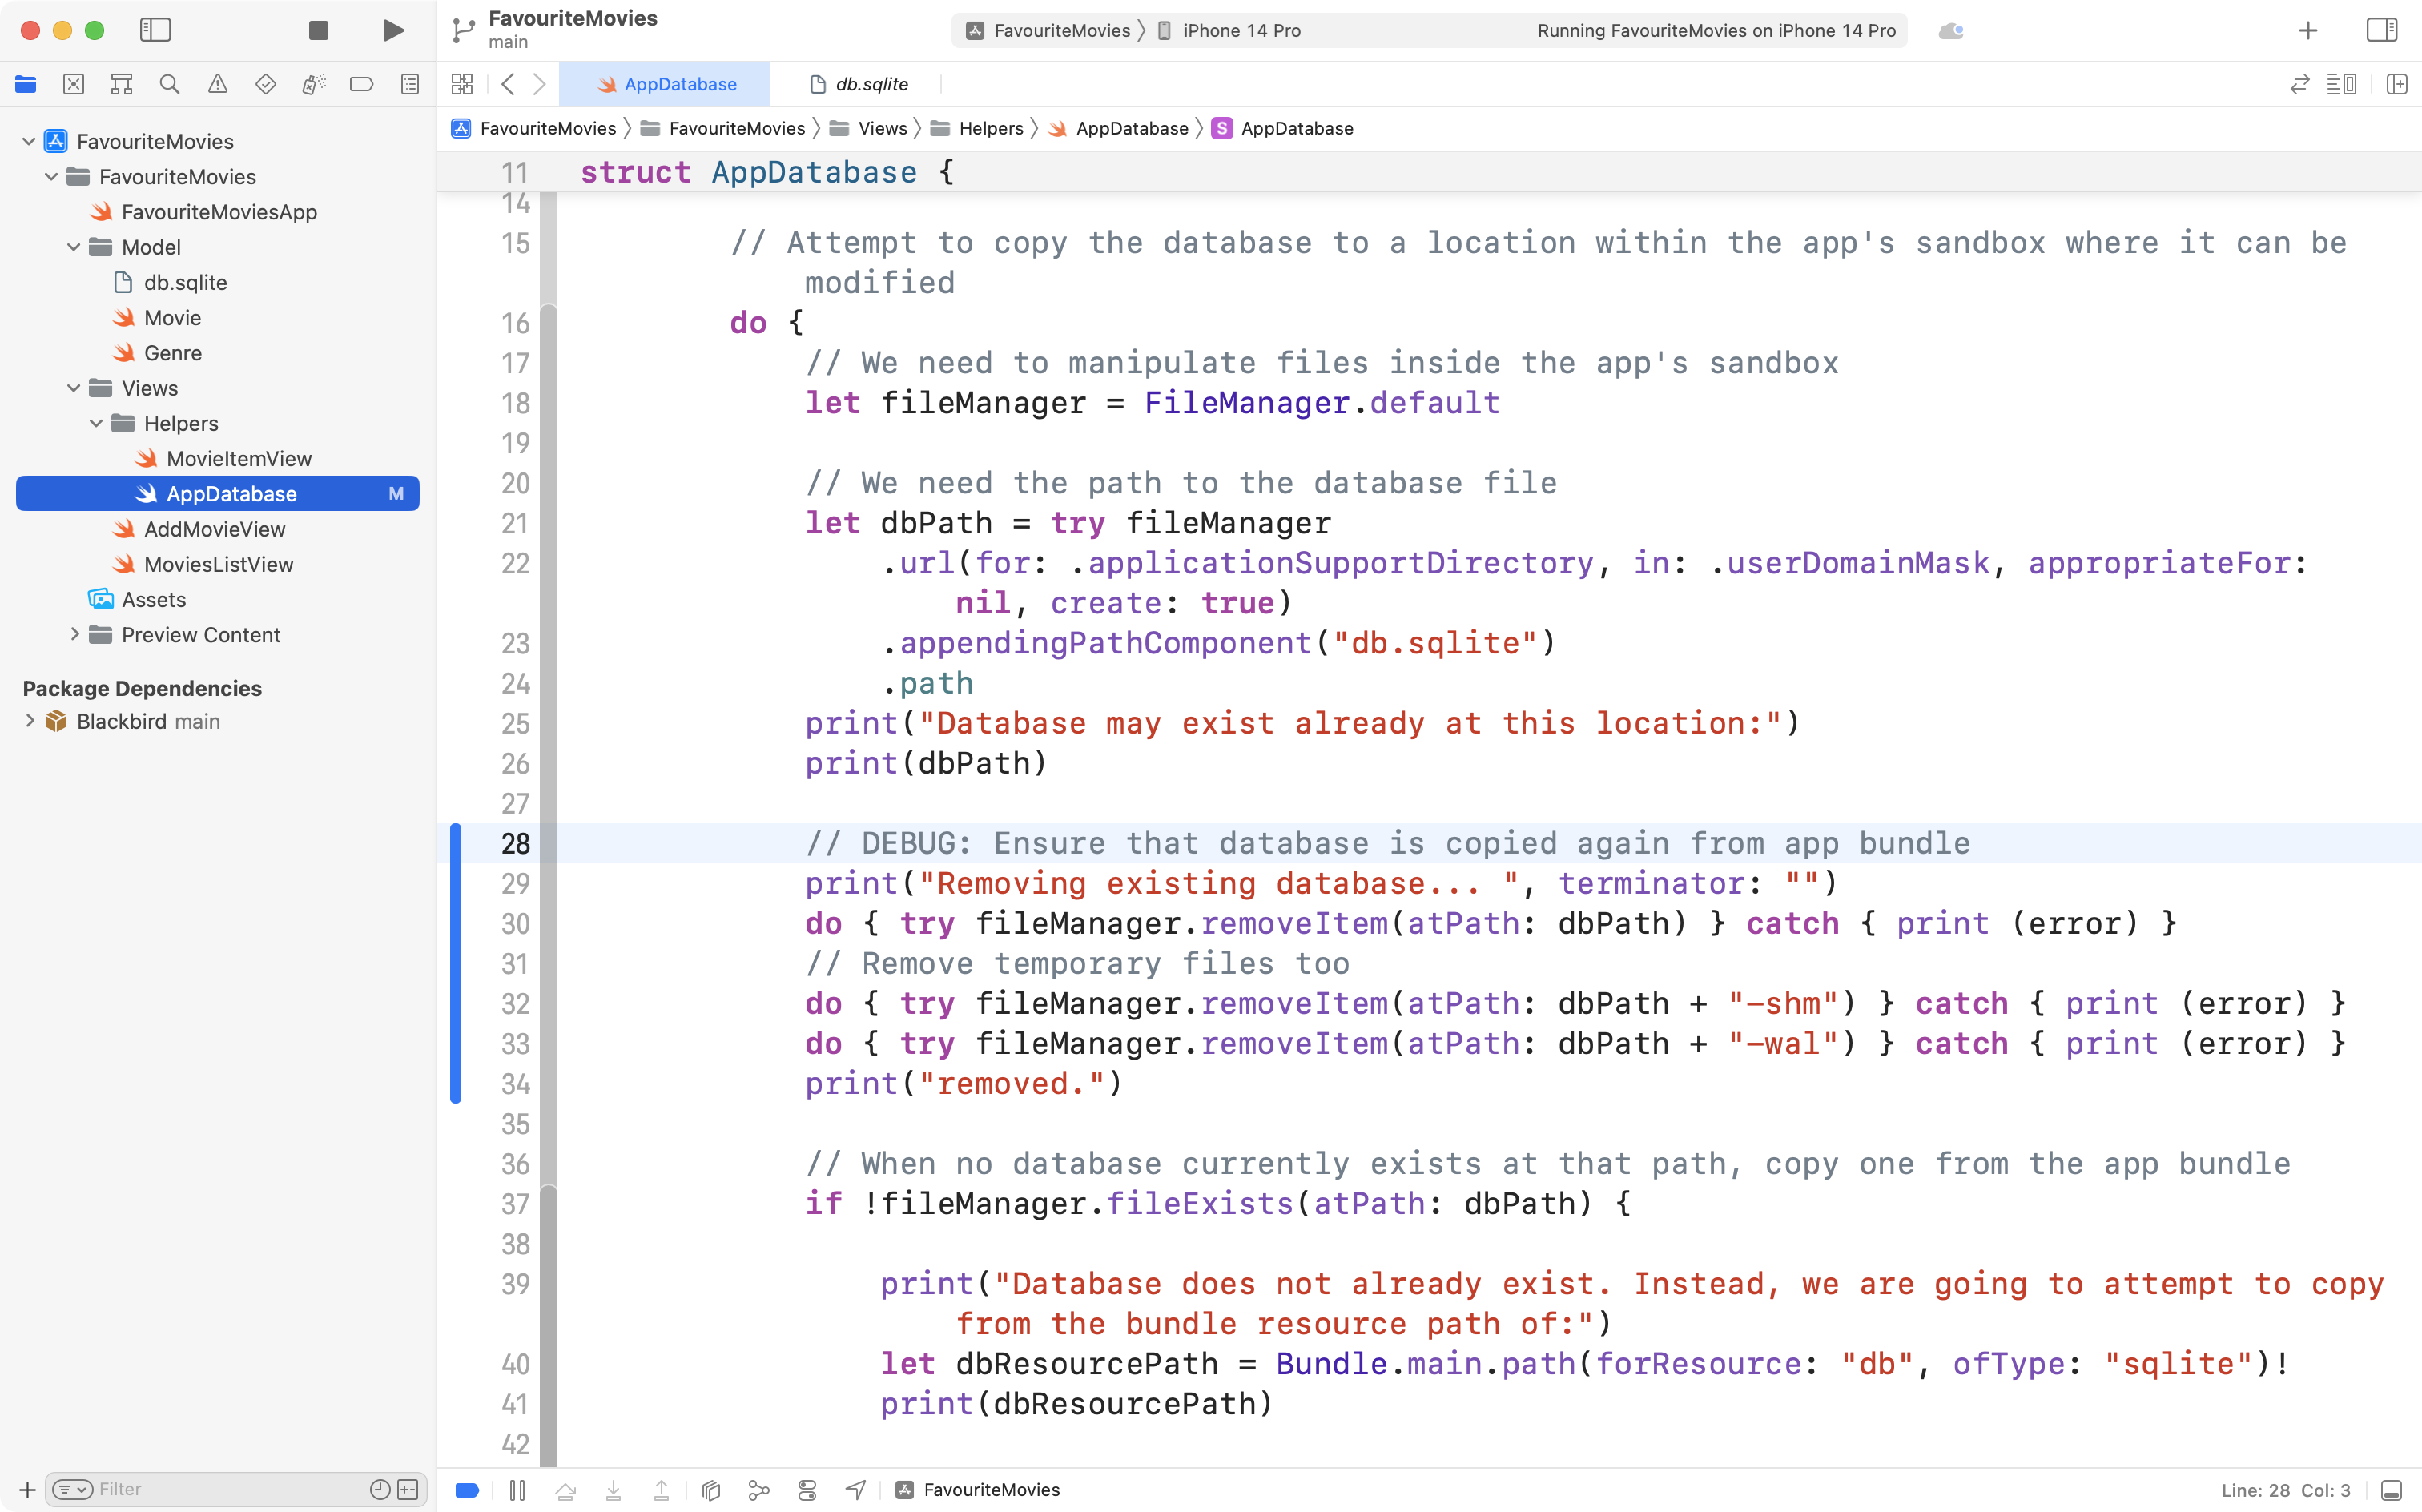 FavouriteMovies
main
FavouriteMovies
iPhone 14 Pro
Running FavouriteMovies on iPhone 14 Pro
AppDatabase
db.sqlite
FavouriteMovies
FavouriteMovies
Views
Helpers
AppDatabase
S
AppDatabase
FavouriteMovies
FavouriteMovies
FavouriteMoviesApp
Model
db.sqlite
Movie
Genre
Views
Helpers
MovieItemView
AppDatabase M
AddMovieView
MoviesListView
Assets
Preview Content
Package Dependencies
Blackbird main
Filter
11 struct AppDatabase {
14
15 // Attempt to copy the database to a location within the app's sandbox where it can be
modified
16 do {
17 // We need to manipulate files inside the app's sandbox
18 let fileManager = FileManager.default
19
20 // We need the path to the database file
21 let dbPath = try fileManager
22 .url(for: .applicationSupportDirectory, in: .userDomainMask, appropriateFor:
nil, create: true)
23 .appendingPathComponent("db.sqlite")
24 .path
25 print("Database may exist already at this location:")
26 print(dbPath)
27
28 // DEBUG: Ensure that database is copied again from app bundle
29 print("Removing existing database... ", terminator: "")
30 do { try fileManager.removeItem(atPath: dbPath) } catch { print (error) }
31 // Remove temporary files too
32 do { try fileManager.removeItem(atPath: dbPath + "-shm") } catch { print (error) }
33 do { try fileManager.removeItem(atPath: dbPath + "-wal") } catch { print (error) }
34 print("removed.")
35
36 // When no database currently exists at that path, copy one from the app bundle
37 if !fileManager.fileExists(atPath: dbPath) {
38
39 print("Database does not already exist. Instead, we are going to attempt to copy
from the bundle resource path of:")
40 let dbResourcePath = Bundle.main.path(forResource: "db", ofType: "sqlite")!
41 print(dbResourcePath)
42
FavouriteMovies
Line: 28 Col: 3